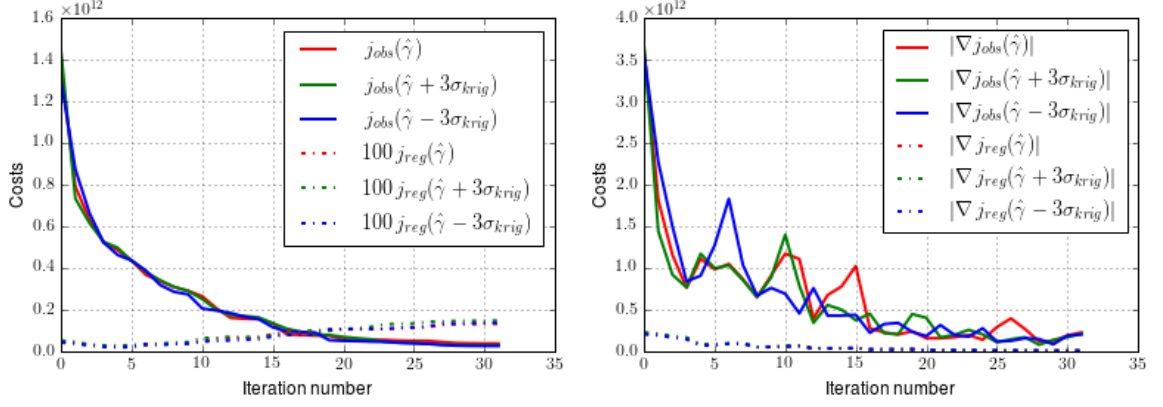 ×10¹²
1.6
1.4
1.2
1.0
0.8
0.6
0.4
0.2
0.0
Costs
0 5 10 15 20 25 30 35
Iteration number
j_obs(γ̂)
j_obs(γ̂ + 3σ_krig)
j_obs(γ̂ − 3σ_krig)
100 j_reg(γ̂)
100 j_reg(γ̂ + 3σ_krig)
100 j_reg(γ̂ − 3σ_krig)
×10¹²
4.0
3.5
3.0
2.5
2.0
1.5
1.0
0.5
0.0
Costs
0 5 10 15 20 25 30 35
Iteration number
|∇j_obs(γ̂)|
|∇j_obs(γ̂ + 3σ_krig)|
|∇j_obs(γ̂ − 3σ_krig)|
|∇ j_reg(γ̂)|
|∇ j_reg(γ̂ + 3σ_krig)|
|∇ j_reg(γ̂ − 3σ_krig)|